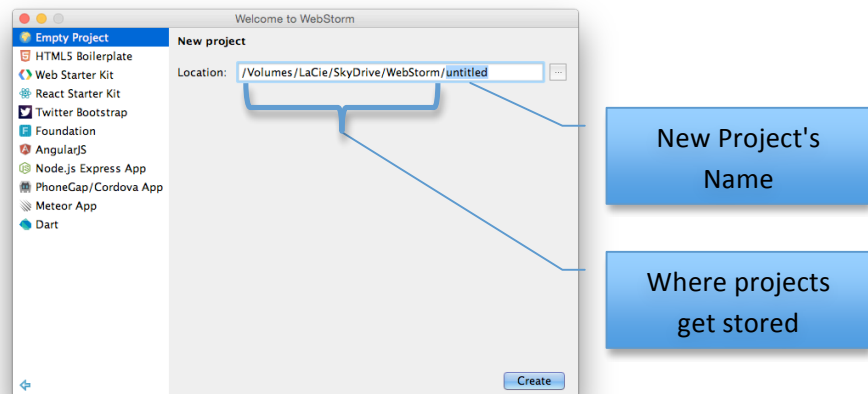 Welcome to WebStorm
Empty Project
HTML5 Boilerplate
Web Starter Kit
React Starter Kit
Twitter Bootstrap
Foundation
AngularJS
Node.js Express App
PhoneGap/Cordova App
Meteor App
Dart
New project
Location: /Volumes/LaCie/SkyDrive/WebStorm/untitled ...
Create
New Project's
Name
Where projects
get stored